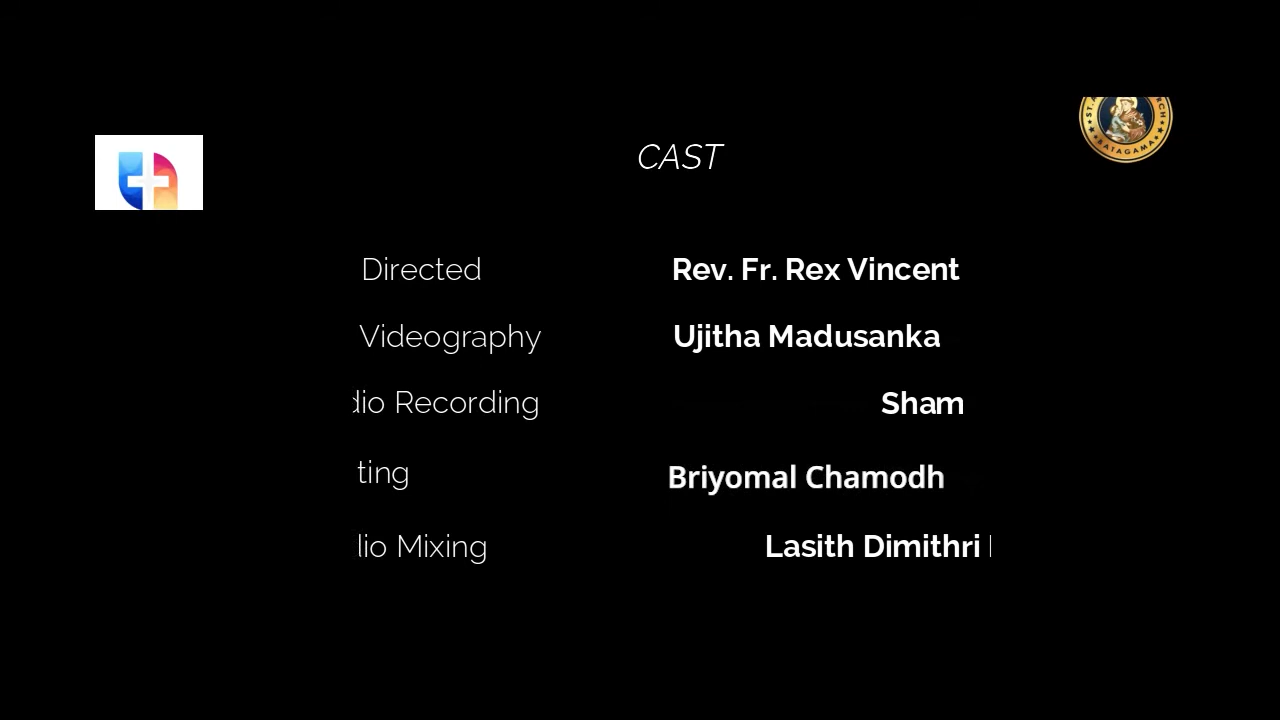 CAST
BATAGAMA
Directed Rev. Fr. Rex Vincent
Videography Ujitha Madusanka
dio Recording Sham
ting Briyomal Chamodh
lio Mixing Lasith Dimithri